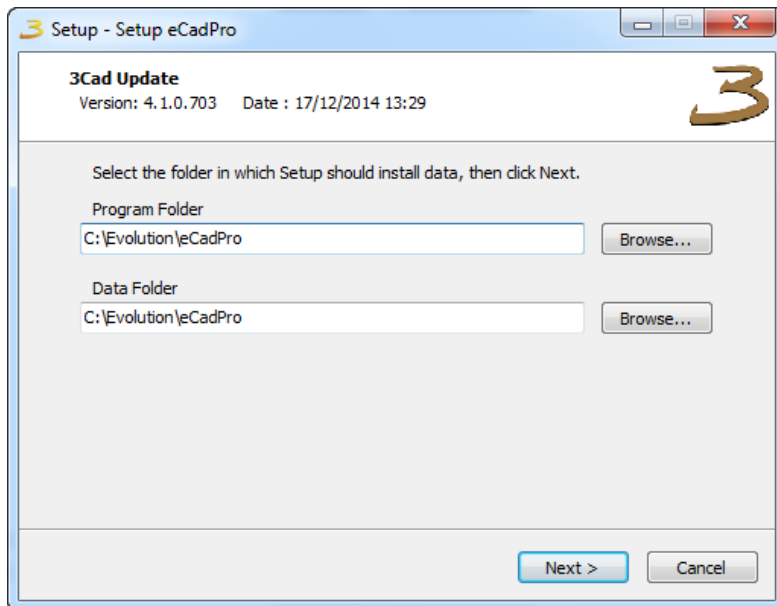 Setup - Setup eCadPro
3Cad Update
Version: 4.1.0.703 Date : 17/12/2014 13:29
3
Select the folder in which Setup should install data, then click Next.
Program Folder
C:\Evolution\eCadPro
Browse...
Data Folder
C:\Evolution\eCadPro
Browse...
Next >
Cancel